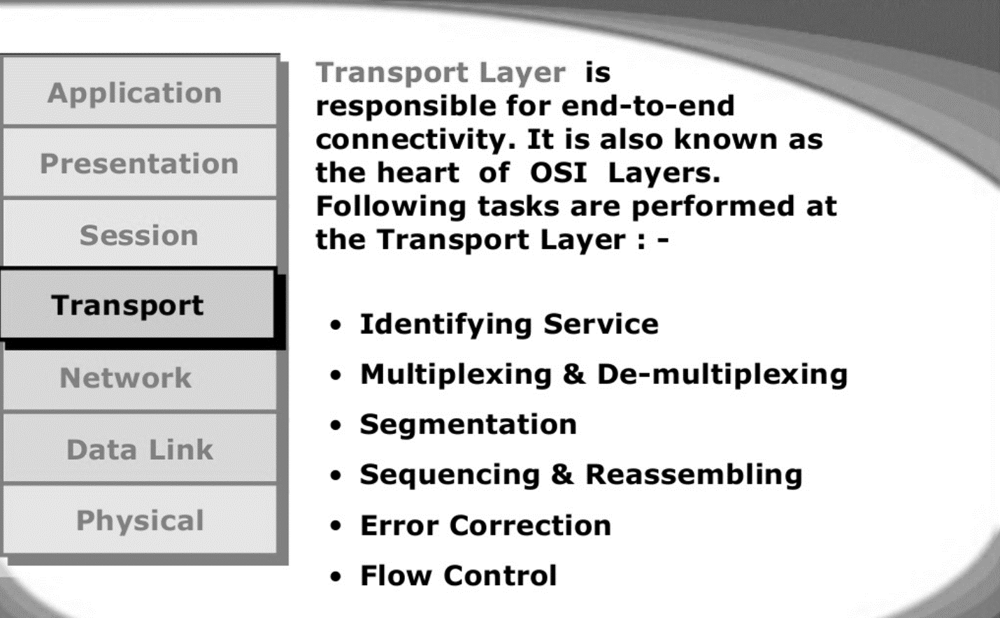 Application
Presentation
Session
Transport
Network
Data Link
Physical
Transport Layer is
responsible for end-to-end
connectivity. It is also known as
the heart of OSI Layers.
Following tasks are performed at
the Transport Layer : -
• Identifying Service
• Multiplexing & De-multiplexing
• Segmentation
• Sequencing & Reassembling
• Error Correction
• Flow Control